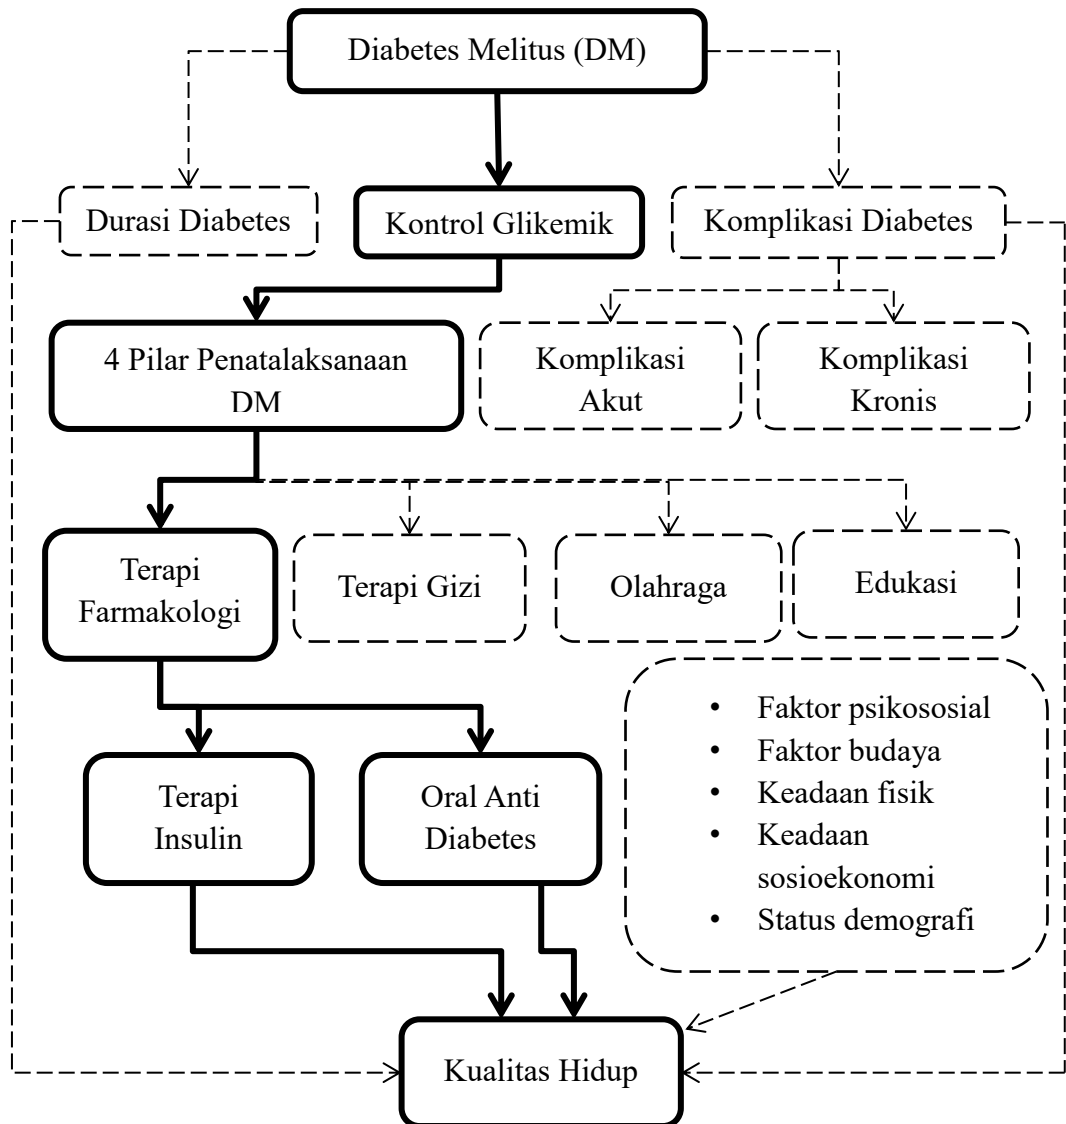 Diabetes Melitus (DM)
Durasi Diabetes
Kontrol Glikemik
Komplikasi Diabetes
4 Pilar Penatalaksanaan
DM
Komplikasi
Akut
Komplikasi
Kronis
Terapi
Farmakologi
Terapi Gizi
Olahraga
Edukasi
• Faktor psikososial
• Faktor budaya
• Keadaan fisik
• Keadaan
sosioekonomi
• Status demografi
Terapi
Insulin
Oral Anti
Diabetes
Kualitas Hidup